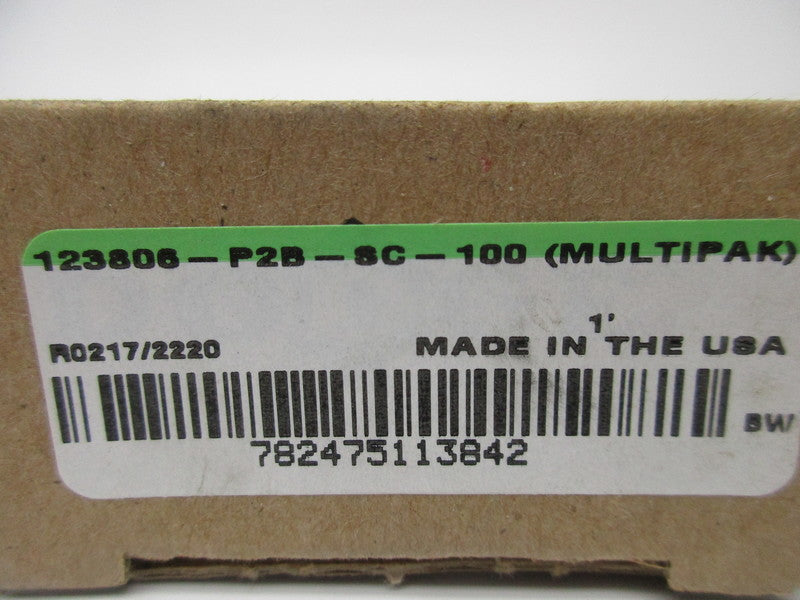 123806-P2B-SC-100 (MULTIPAK)
1'
R0217/2220 MADE IN THE USA
BW
782475113842